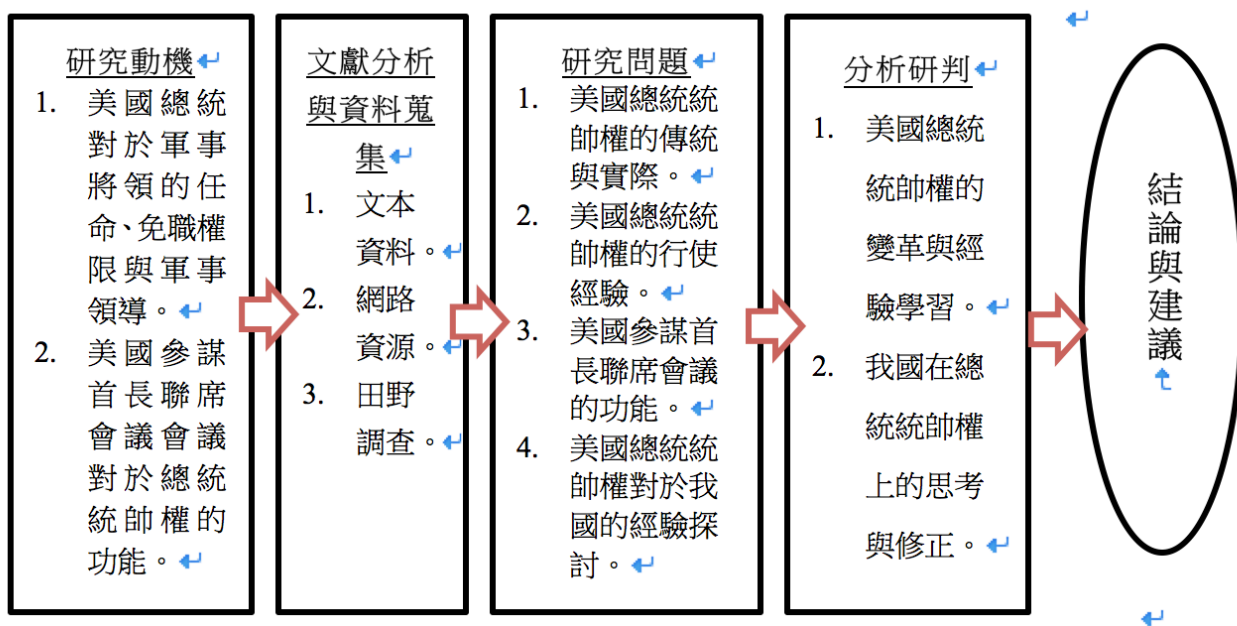 研究動機
1. 美國總統
對於軍事
將領的任
命、免職權
限與軍事
領導。
2. 美國參謀
首長聯席
會議會議
對於總統
統帥權的
功能。
文獻分析
與資料蒐
集
1. 文本
資料。
2. 網路
資源。
3. 田野
調查。
研究問題
1. 美國總統統
帥權的傳統
與實際。
2. 美國總統統
帥權的行使
經驗。
3. 美國參謀首
長聯席會議
的功能。
4. 美國總統統
帥權對於我
國的經驗探
討。
分析研判
1. 美國總統
統帥權的
變革與經
驗學習。
2. 我國在總
統統帥權
上的思考
與修正。
結論與建議